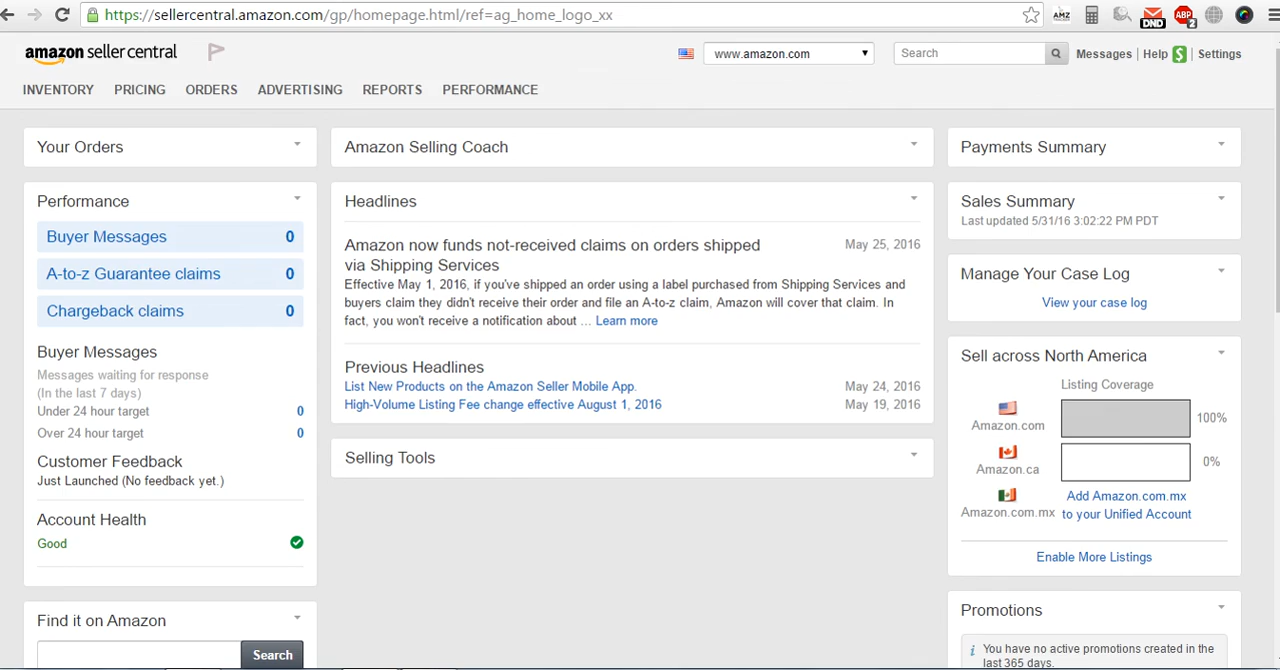 https://sellercentral.amazon.com/gp/homepage.html/ref=ag_home_logo_xx
AMZ
DND
ABP
2
amazon seller central
www.amazon.com
Search
Messages | Help $ | Settings
INVENTORY PRICING ORDERS ADVERTISING REPORTS PERFORMANCE
Your Orders
Performance
Buyer Messages 0
A-to-z Guarantee claims 0
Chargeback claims 0
Buyer Messages
Messages waiting for response
(In the last 7 days)
Under 24 hour target 0
Over 24 hour target 0
Customer Feedback
Just Launched (No feedback yet.)
Account Health
Good
Find it on Amazon
Search
Amazon Selling Coach
Headlines
Amazon now funds not-received claims on orders shipped May 25, 2016
via Shipping Services
Effective May 1, 2016, if you've shipped an order using a label purchased from Shipping Services and
buyers claim they didn't receive their order and file an A-to-z claim, Amazon will cover that claim. In
fact, you won't receive a notification about ... Learn more
Previous Headlines
List New Products on the Amazon Seller Mobile App. May 24, 2016
High-Volume Listing Fee change effective August 1, 2016 May 19, 2016
Selling Tools
Payments Summary
Sales Summary
Last updated 5/31/16 3:02:22 PM PDT
Manage Your Case Log
View your case log
Sell across North America
Listing Coverage
Amazon.com 100%
Amazon.ca 0%
Amazon.com.mx
Add Amazon.com.mx
to your Unified Account
Enable More Listings
Promotions
i You have no active promotions created in the
last 365 days.